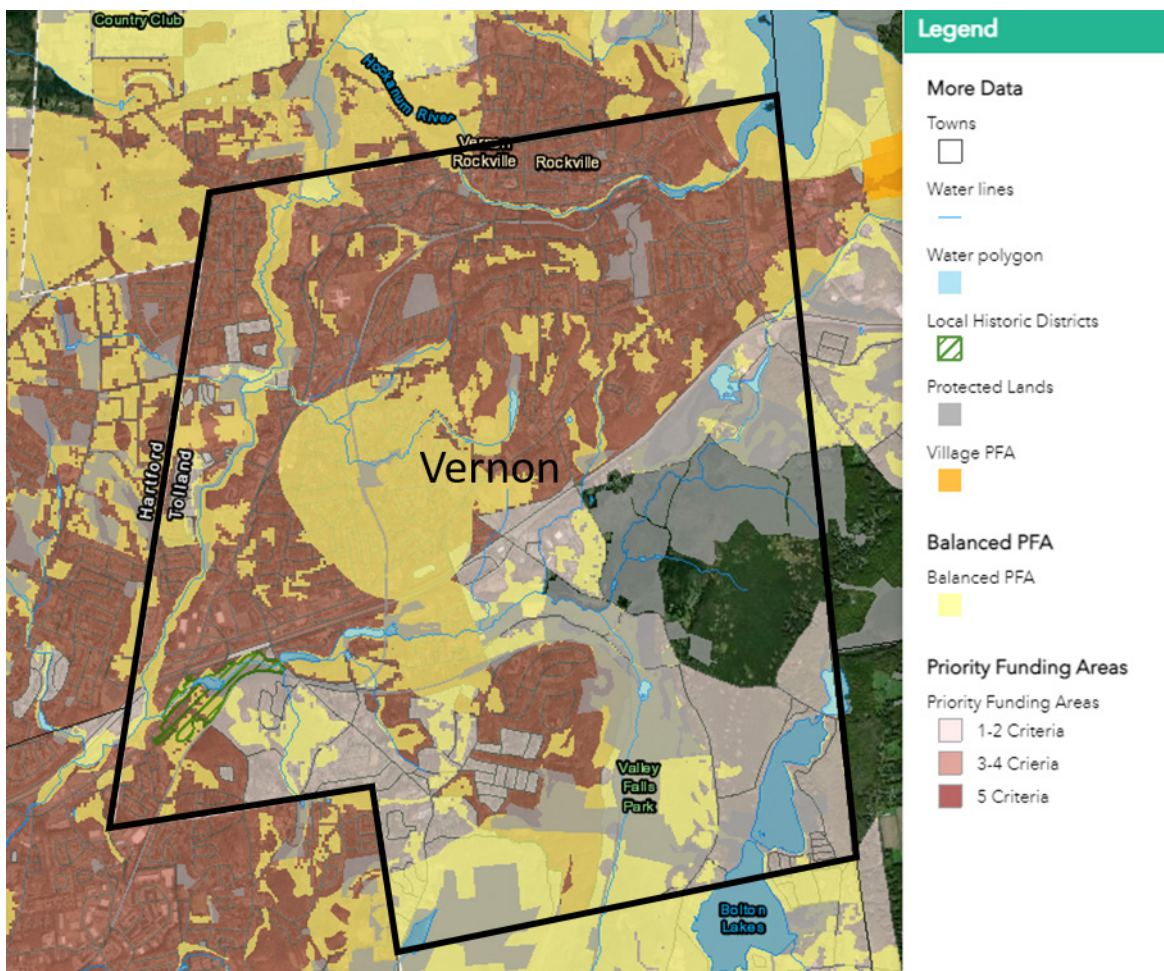 Country Club
Hockanum River
Vernon
Rockville
Rockville
Hartford
Tolland
Vernon
Valley
Falls
Park
Bolton
Lakes
Legend
More Data
Towns
Water lines
Water polygon
Local Historic Districts
Protected Lands
Village PFA
Balanced PFA
Balanced PFA
Priority Funding Areas
Priority Funding Areas
1-2 Criteria
3-4 Crieria
5 Criteria